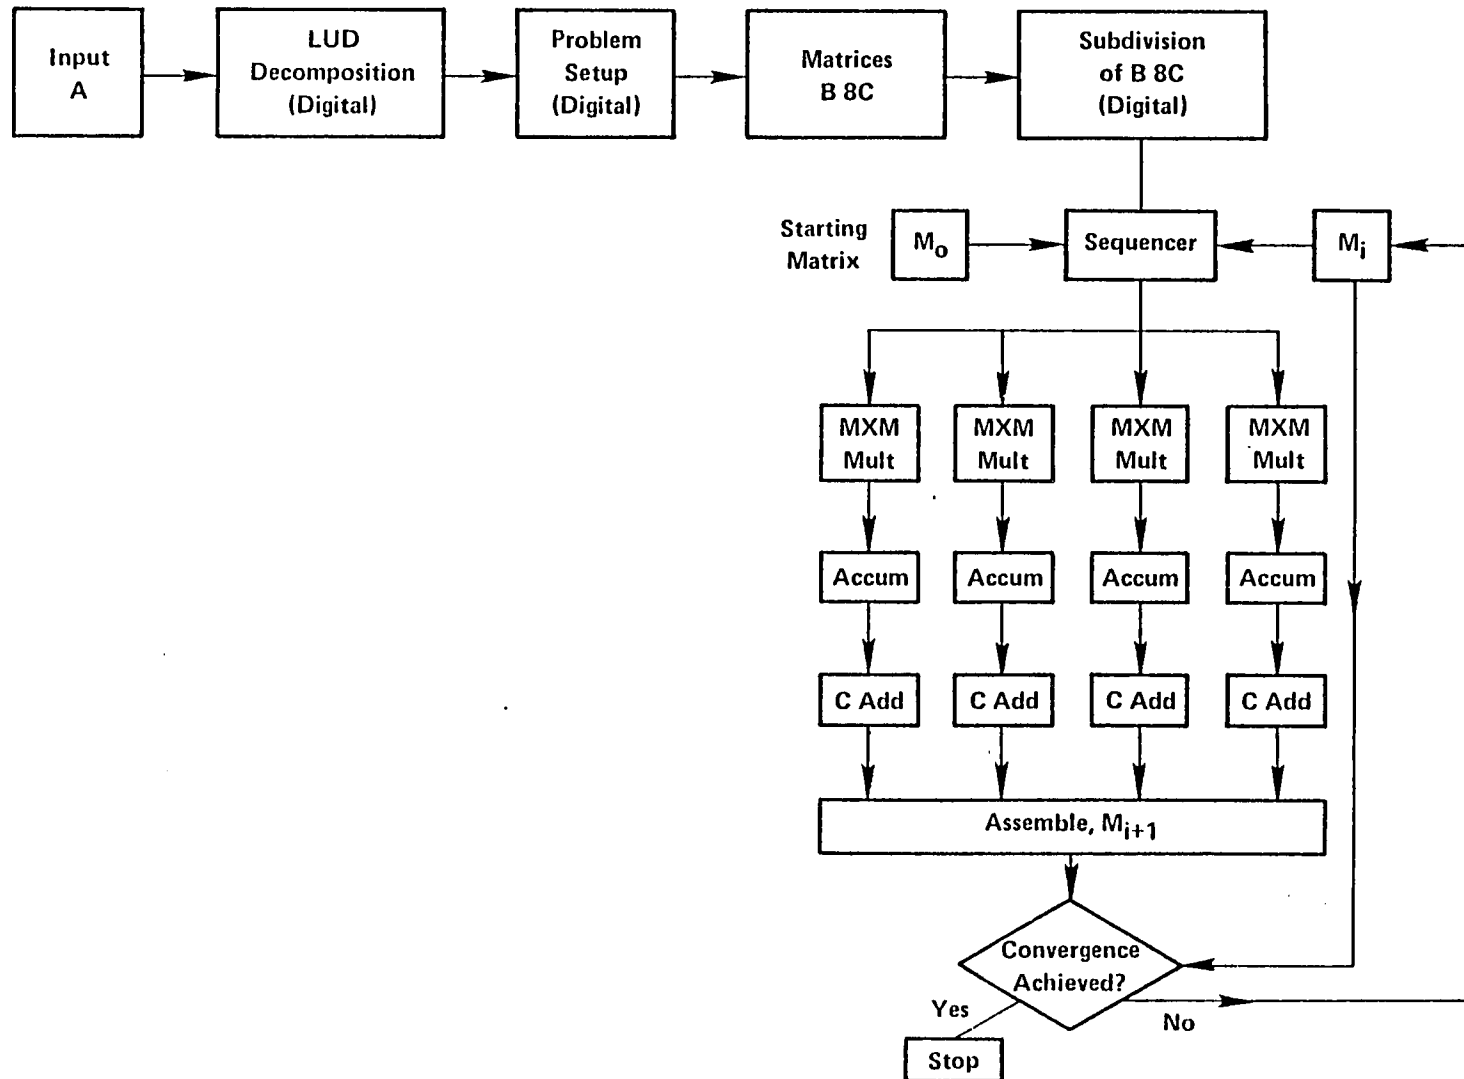 Input
A
LUD
Decomposition
(Digital)
Problem
Setup
(Digital)
Matrices
B 8C
Subdivision
of B 8C
(Digital)
Starting
Matrix
Mo
Sequencer
Mi
MXM
Mult
MXM
Mult
MXM
Mult
MXM
Mult
Accum
Accum
Accum
Accum
C Add
C Add
C Add
C Add
Assemble, Mi+1
Convergence
Achieved?
Yes
No
Stop